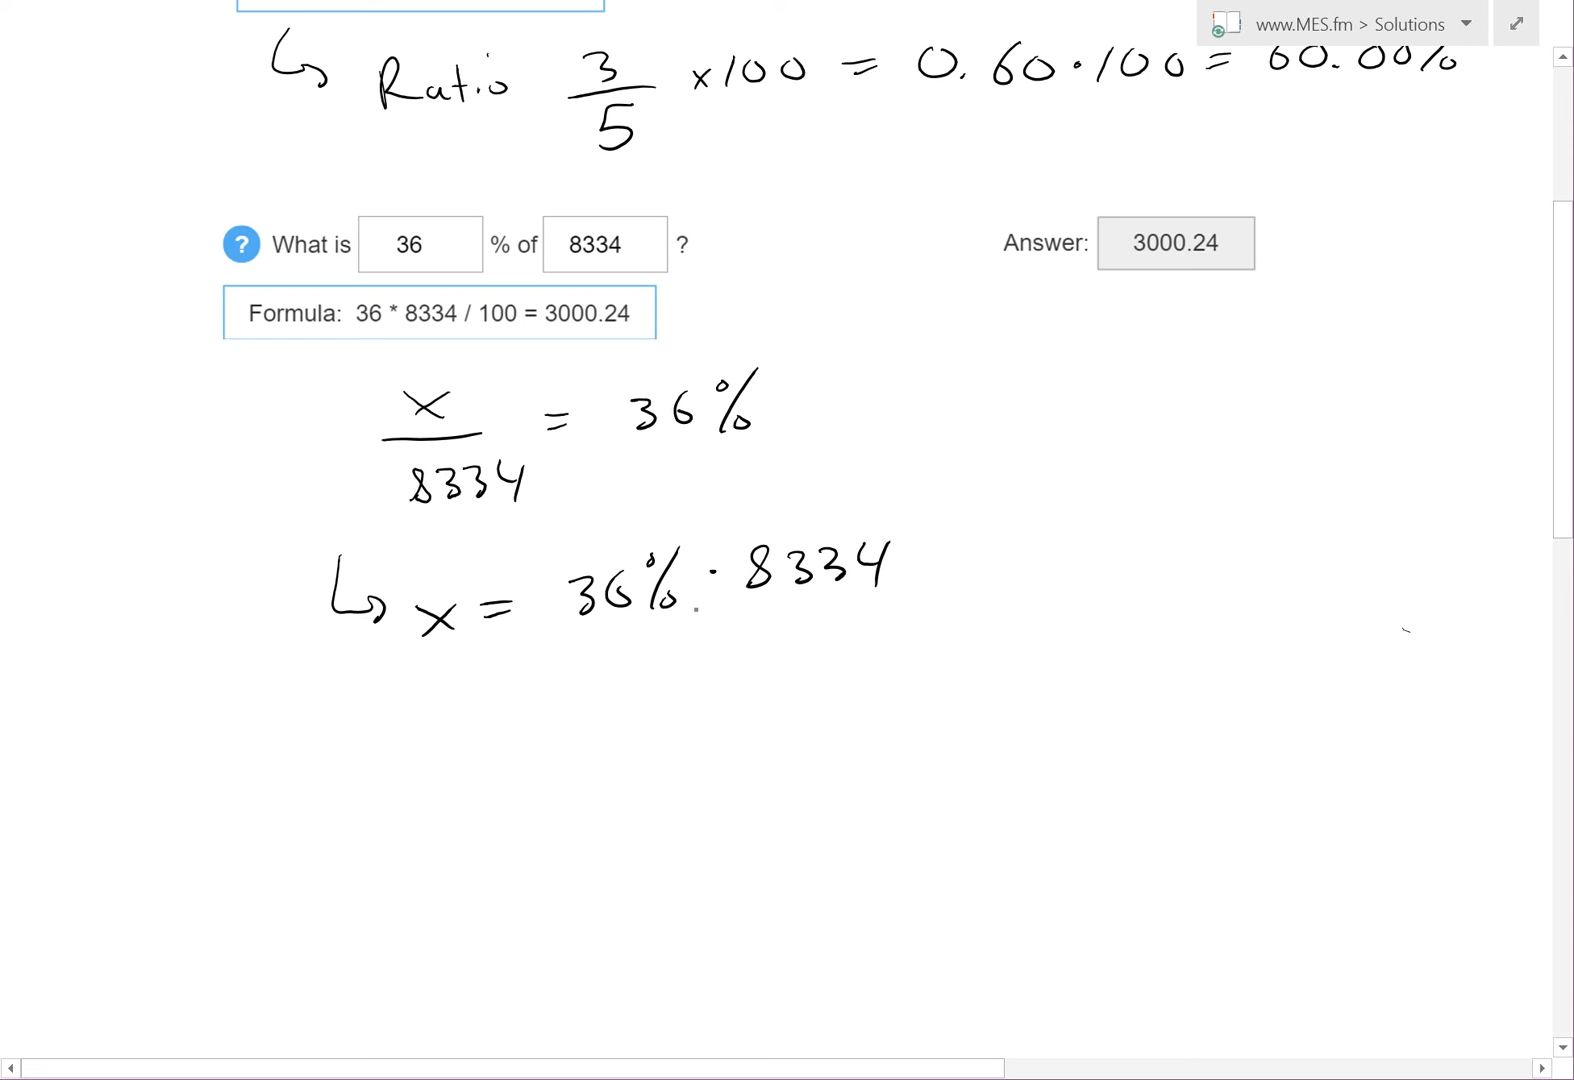 www.MES.fm > Solutions
Ratio 3/5 x100 = 0.60·100 = 60.00%
? What is 36 % of 8334 ? Answer: 3000.24
Formula: 36 * 8334 / 100 = 3000.24
x/8334 = 36%
x = 36% · 8334